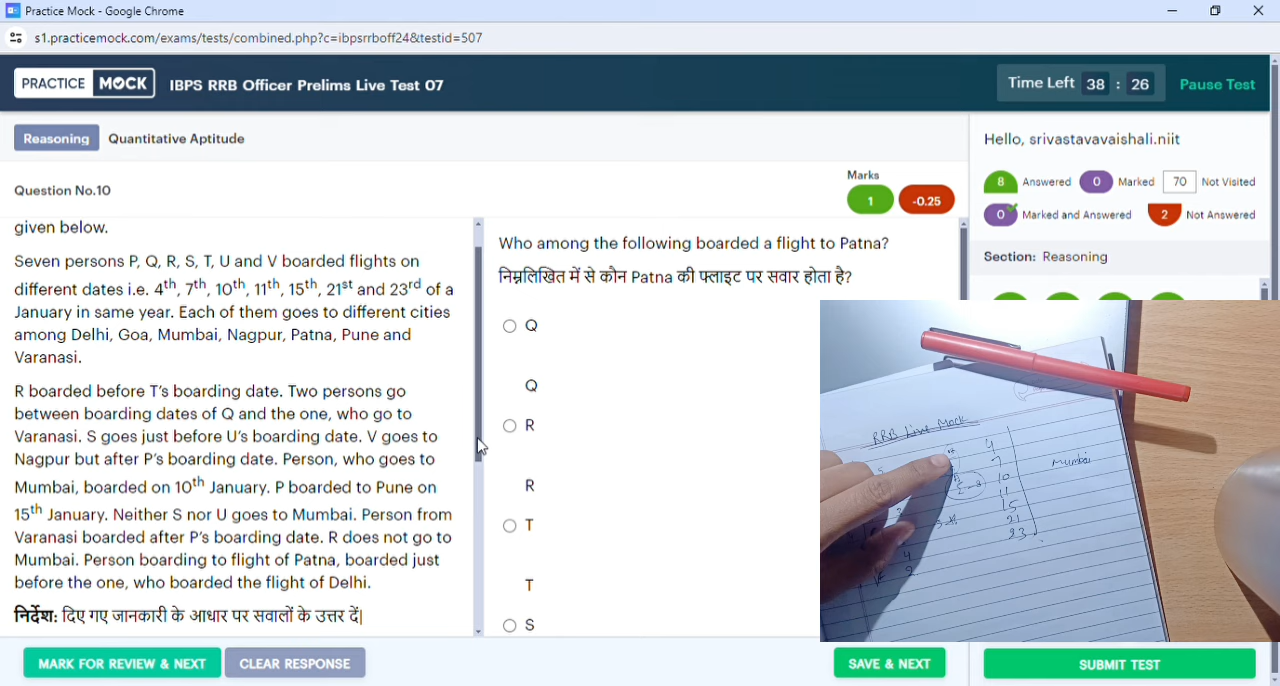 Practice Mock - Google Chrome
s1.practicemock.com/exams/tests/combined.php?c=ibpsrrboff24&testid=507
PRACTICE MOCK
IBPS RRB Officer Prelims Live Test 07
Time Left 38 : 26
Pause Test
Reasoning
Quantitative Aptitude
Hello, srivastavavaishali.niit
Question No.10
Marks
1
-0.25
8 Answered
0 Marked
70 Not Visited
0 Marked and Answered
2 Not Answered
Section: Reasoning
given below.
Seven persons P, Q, R, S, T, U and V boarded flights on
different dates i.e. 4th, 7th, 10th, 11th, 15th, 21st and 23rd of a
January in same year. Each of them goes to different cities
among Delhi, Goa, Mumbai, Nagpur, Patna, Pune and
Varanasi.
R boarded before T's boarding date. Two persons go
between boarding dates of Q and the one, who go to
Varanasi. S goes just before U's boarding date. V goes to
Nagpur but after P's boarding date. Person, who goes to
Mumbai, boarded on 10th January. P boarded to Pune on
15th January. Neither S nor U goes to Mumbai. Person from
Varanasi boarded after P's boarding date. R does not go to
Mumbai. Person boarding to flight of Patna, boarded just
before the one, who boarded the flight of Delhi.
निर्देश: दिए गए जानकारी के आधार पर सवालों के उत्तर दें|
Who among the following boarded a flight to Patna?
निम्नलिखित में से कौन Patna की फ्लाइट पर सवार होता है?
Q
Q
R
R
T
T
S
RRB Live Mock
4
7
10
11
15
21
23
Mumbai
4
2
MARK FOR REVIEW & NEXT
CLEAR RESPONSE
SAVE & NEXT
SUBMIT TEST